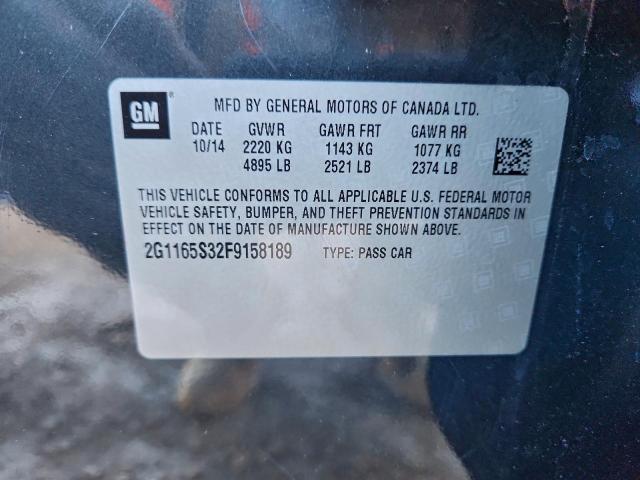 GM ®
MFD BY GENERAL MOTORS OF CANADA LTD.
DATE GVWR GAWR FRT GAWR RR
10/14 2220 KG 1143 KG 1077 KG
4895 LB 2521 LB 2374 LB
THIS VEHICLE CONFORMS TO ALL APPLICABLE U.S. FEDERAL MOTOR
VEHICLE SAFETY, BUMPER, AND THEFT PREVENTION STANDARDS IN
EFFECT ON THE DATE OF MANUFACTURE SHOWN ABOVE.
2G1165S32F9158189 TYPE: PASS CAR